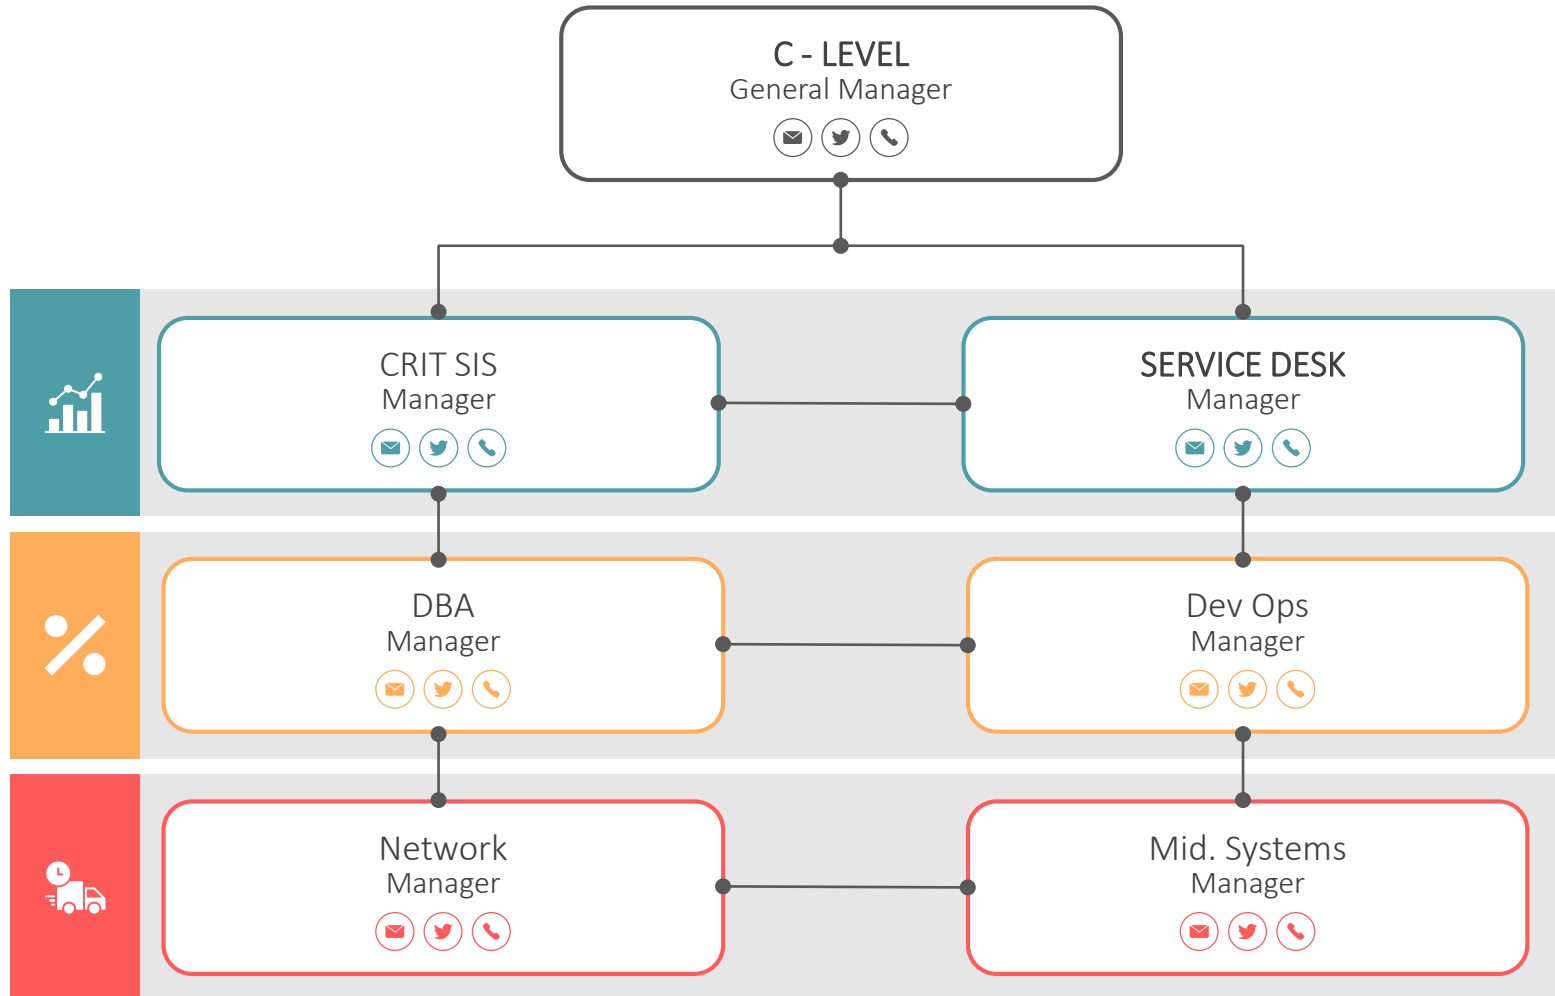 C - LEVEL
General Manager
CRIT SIS
Manager
SERVICE DESK
Manager
DBA
Manager
Dev Ops
Manager
Network
Manager
Mid. Systems
Manager